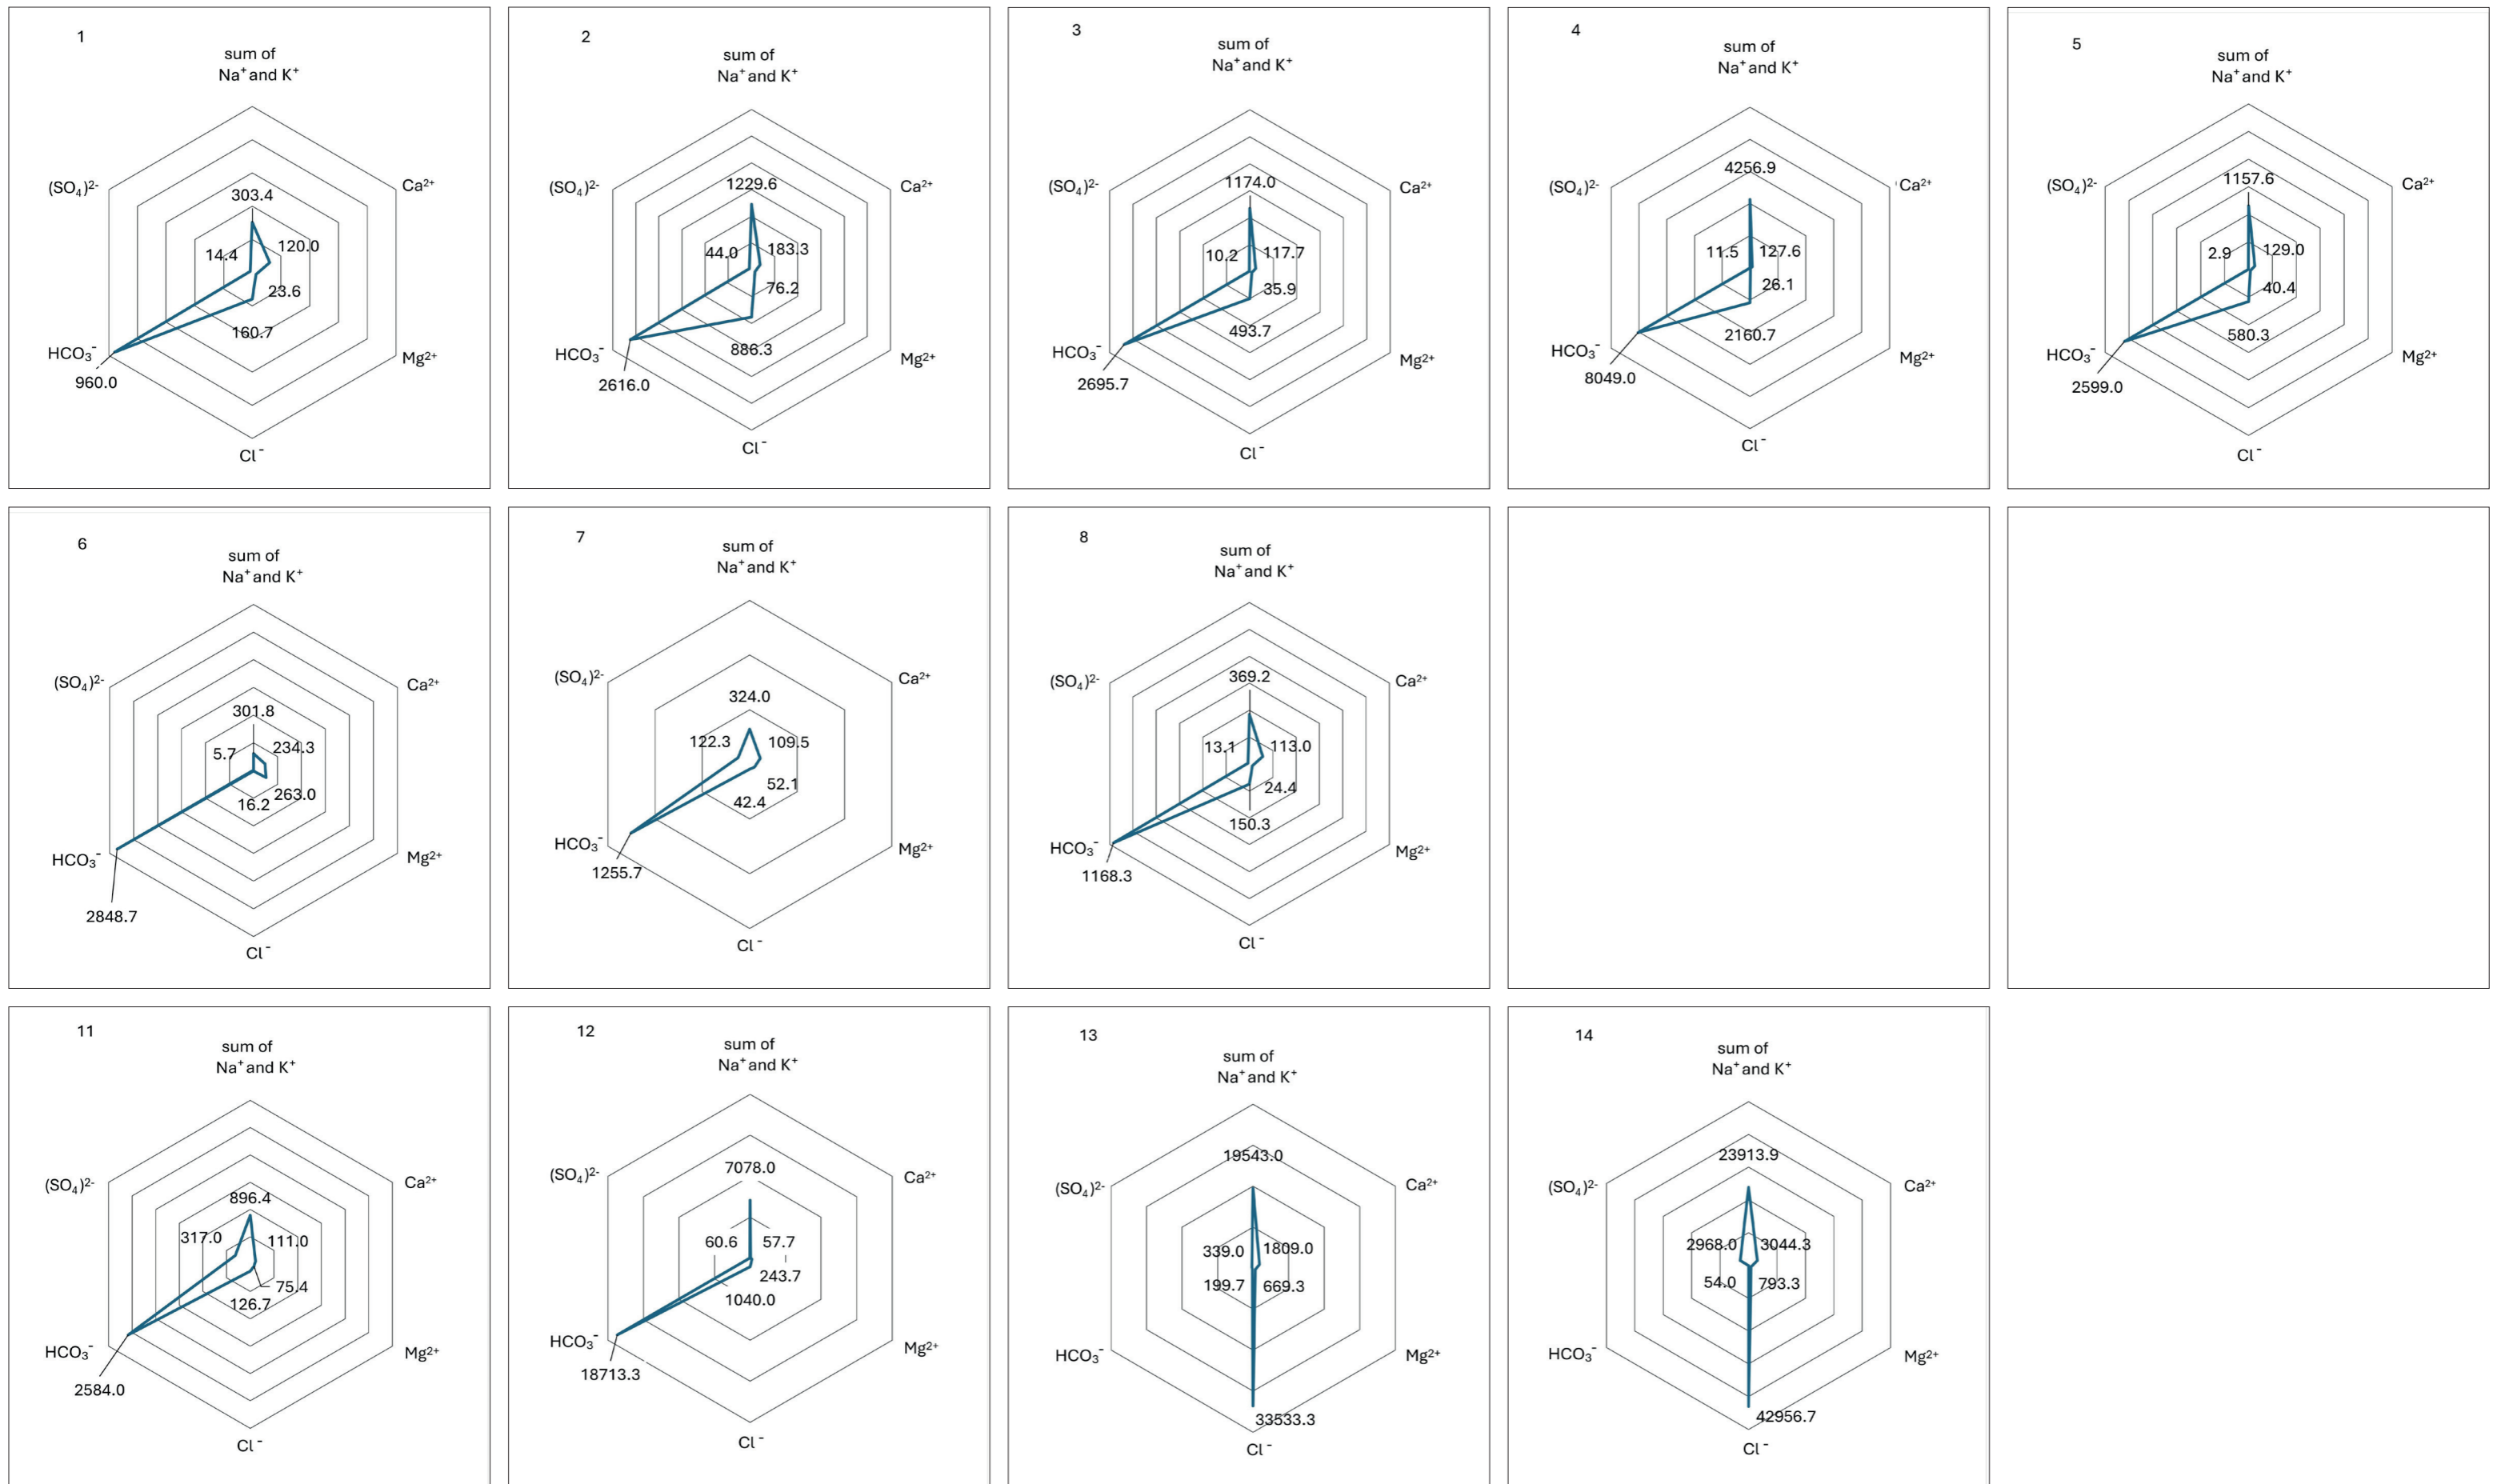 1
sum of
Na⁺and K⁺
(SO₄)²⁻
Ca²⁺
303.4
14.4
120.0
23.6
160.7
HCO₃⁻
960.0
Mg²⁺
Cl⁻
2
sum of
Na⁺and K⁺
(SO₄)²⁻
Ca²⁺
1229.6
44.0
183.3
76.2
886.3
HCO₃⁻
2616.0
Mg²⁺
Cl⁻
3
sum of
Na⁺and K⁺
(SO₄)²⁻
Ca²⁺
1174.0
10.2
117.7
35.9
493.7
HCO₃⁻
2695.7
Mg²⁺
Cl⁻
4
sum of
Na⁺and K⁺
4256.9
(SO₄)²⁻
Ca²⁺
11.5
127.6
26.1
2160.7
HCO₃⁻
8049.0
Mg²⁺
Cl⁻
5
sum of
Na⁺and K⁺
1157.6
(SO₄)²⁻
Ca²⁺
2.9
129.0
40.4
580.3
HCO₃⁻
2599.0
Mg²⁺
Cl⁻
6
sum of
Na⁺and K⁺
(SO₄)²⁻
Ca²⁺
301.8
5.7
234.3
263.0
16.2
HCO₃⁻
2848.7
Mg²⁺
Cl⁻
7
sum of
Na⁺and K⁺
(SO₄)²⁻
Ca²⁺
324.0
122.3
109.5
52.1
42.4
HCO₃⁻
1255.7
Mg²⁺
Cl⁻
8
sum of
Na⁺and K⁺
369.2
(SO₄)²⁻
Ca²⁺
13.1
113.0
24.4
150.3
HCO₃⁻
1168.3
Mg²⁺
Cl⁻
11
sum of
Na⁺and K⁺
(SO₄)²⁻
Ca²⁺
896.4
317.0
111.0
75.4
126.7
HCO₃⁻
2584.0
Mg²⁺
Cl⁻
12
sum of
Na⁺and K⁺
7078.0
(SO₄)²⁻
Ca²⁺
60.6
57.7
243.7
1040.0
HCO₃⁻
18713.3
Mg²⁺
Cl⁻
13
sum of
Na⁺and K⁺
19543.0
(SO₄)²⁻
Ca²⁺
339.0
1809.0
199.7
669.3
HCO₃⁻
Mg²⁺
33533.3
Cl⁻
14
sum of
Na⁺and K⁺
23913.9
(SO₄)²⁻
Ca²⁺
2968.0
3044.3
54.0
793.3
HCO₃⁻
Mg²⁺
42956.7
Cl⁻